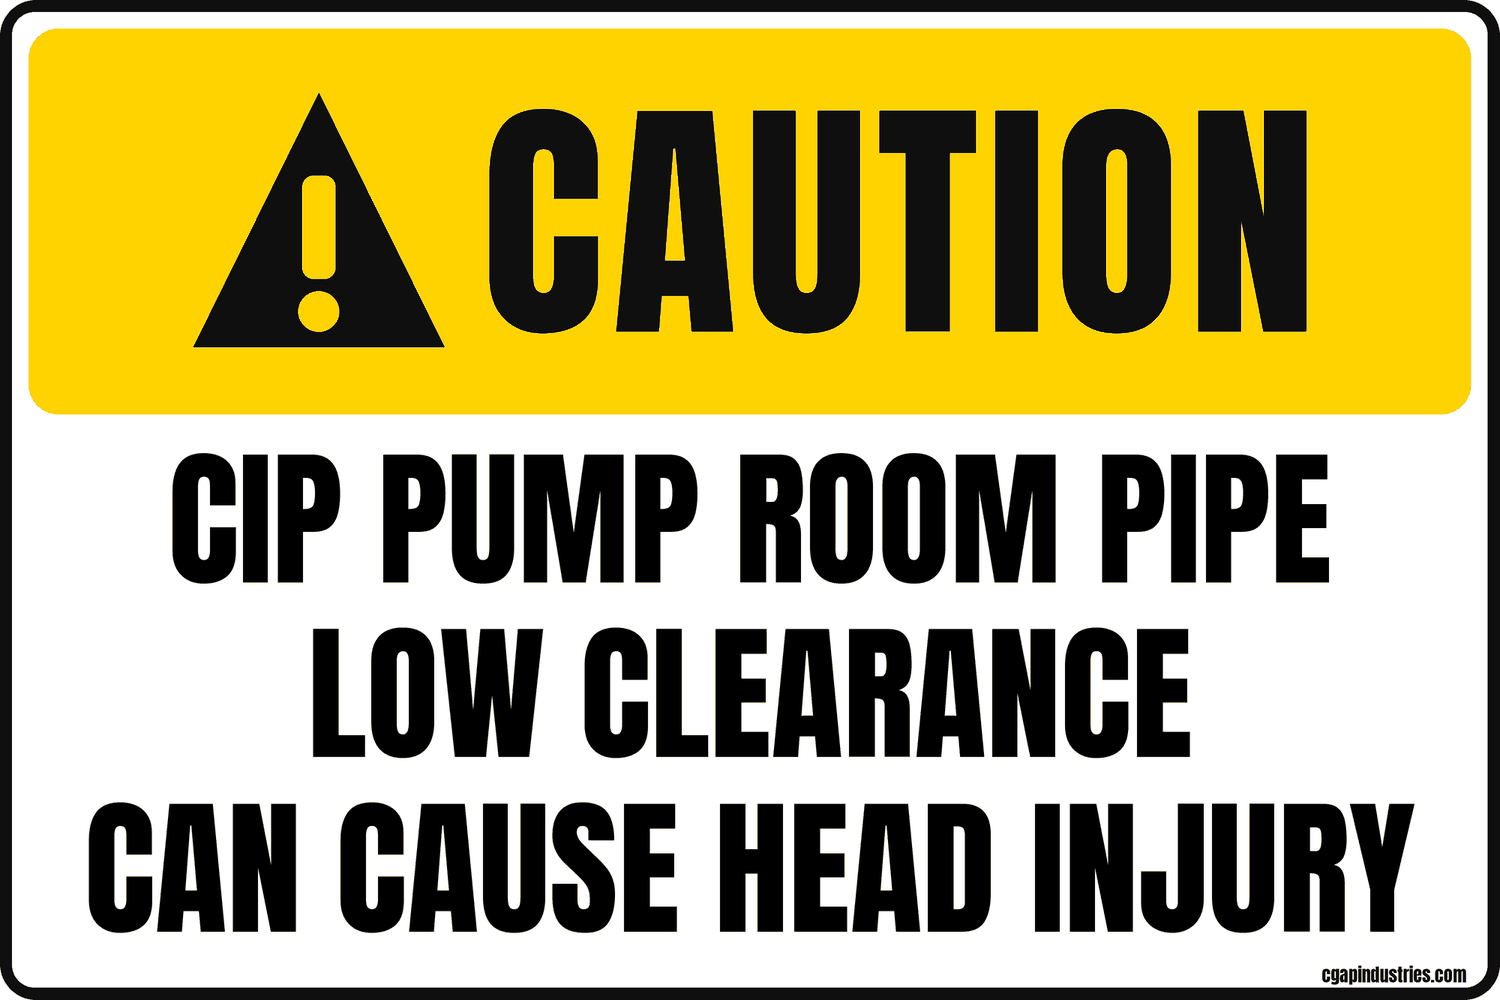 CAUTION
CIP PUMP ROOM PIPE
LOW CLEARANCE
CAN CAUSE HEAD INJURY
cgapindustries.com